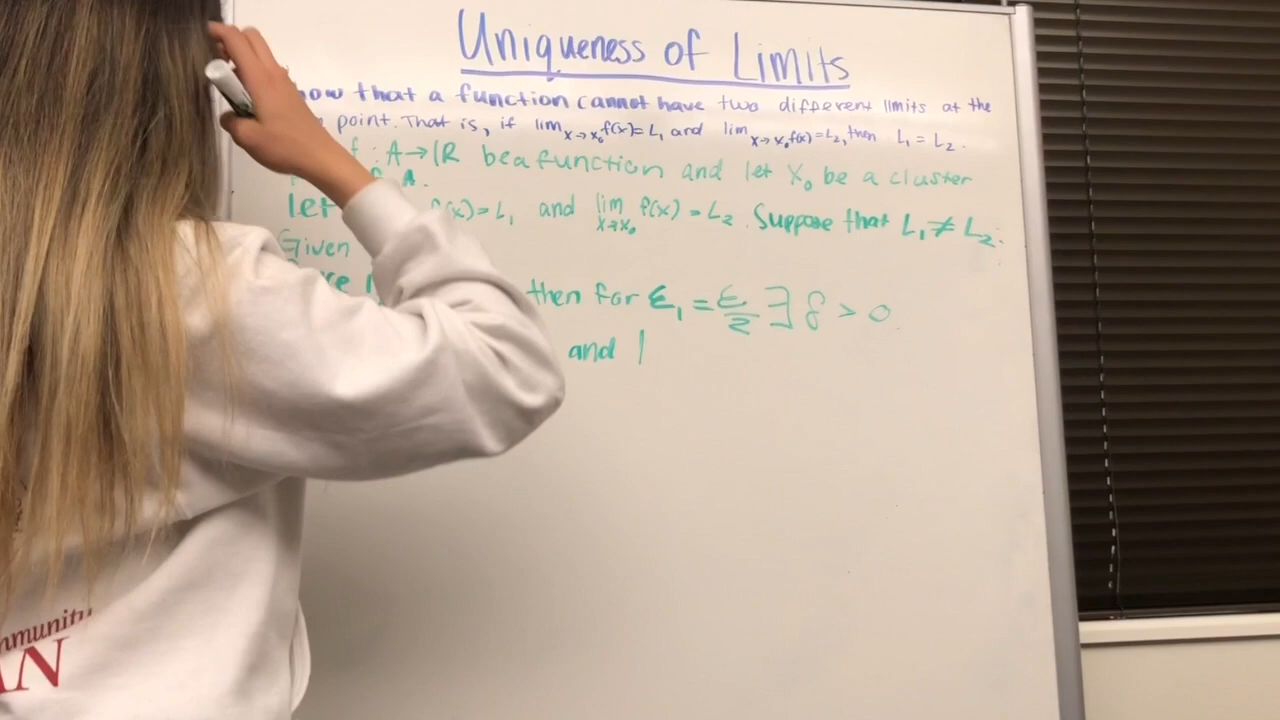 Uniqueness of Limits
that a function cannot have two different limits at the
point. That is, if lim x→x₀ f(x)=L₁ and lim x→x₀ f(x)=L₂, then L₁ = L₂.
: A→ℝ be a function and let X₀ be a cluster
A.
let f(x)=L₁ and lim x→x₀ f(x)=L₂. Suppose that L₁ ≠ L₂.
Given
then for ε₁ = ε/2 ∃ δ > 0
and |
AN